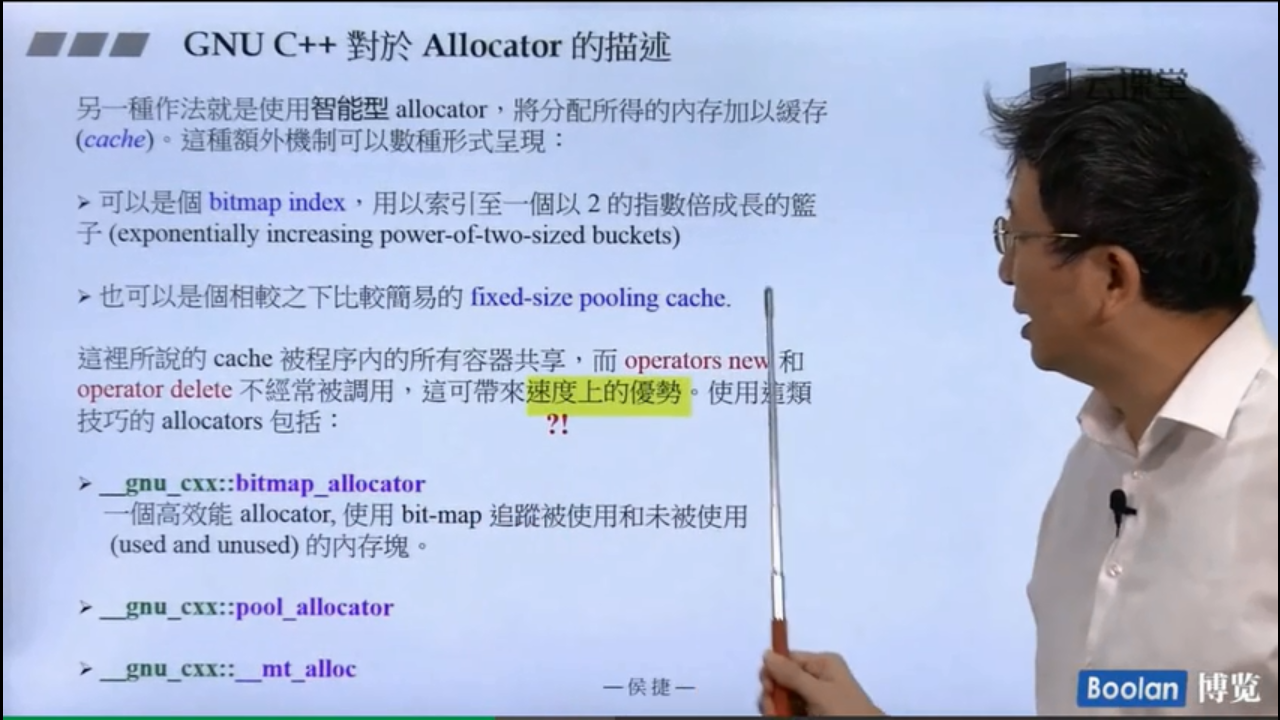 GNU C++ 對於 Allocator 的描述
云课堂
另一種作法就是使用智能型 allocator，將分配所得的內存加以緩存
(cache)。這種額外機制可以數種形式呈現：
➢ 可以是個 bitmap index，用以索引至一個以 2 的指數倍成長的籃
子 (exponentially increasing power-of-two-sized buckets)
➢ 也可以是個相較之下比較簡易的 fixed-size pooling cache.
這裡所說的 cache 被程序內的所有容器共享，而 operators new 和
operator delete 不經常被調用，這可帶來速度上的優勢。使用這類
技巧的 allocators 包括：
?!
➢ __gnu_cxx::bitmap_allocator
一個高效能 allocator, 使用 bit-map 追蹤被使用和未被使用
(used and unused) 的內存塊。
➢ __gnu_cxx::pool_allocator
➢ __gnu_cxx::__mt_alloc
—侯捷—
Boolan 博览